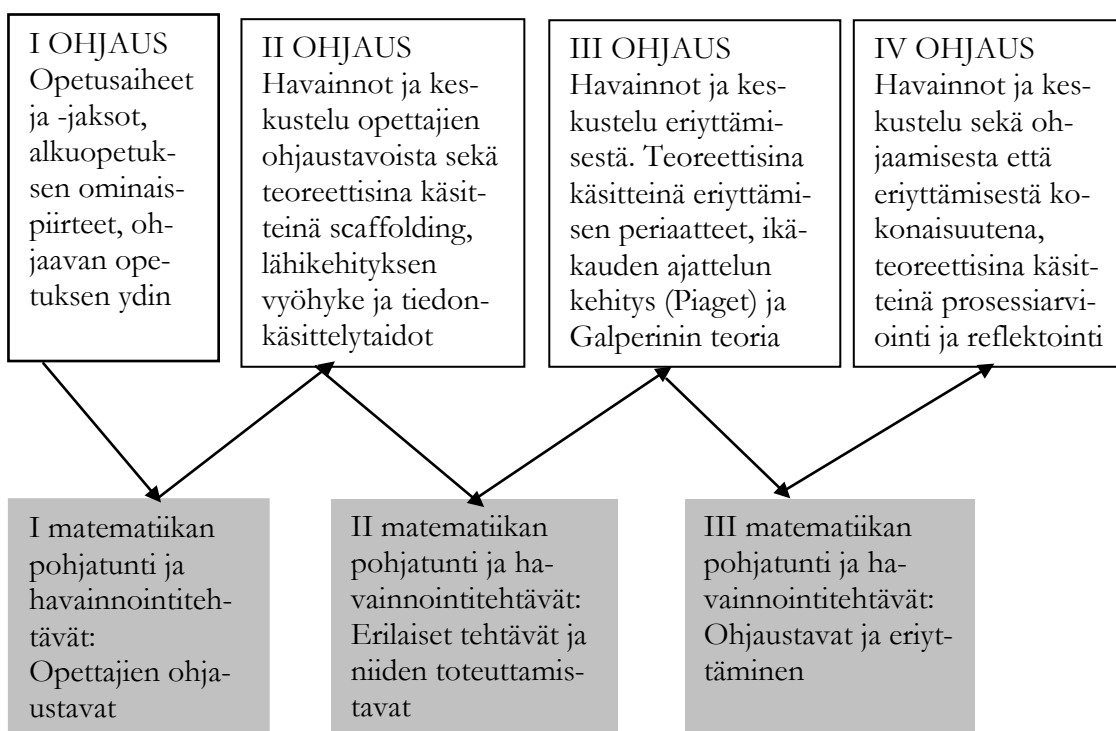 I OHJAUS
Opetusaiheet
ja -jaksot,
alkuopetuk-
sen ominais-
piirteet, oh-
jaavan ope-
tuksen ydin
II OHJAUS
Havainnot ja kes-
kustelu opettajien
ohjaustavoista sekä
teoreettisina käsit-
teinä scaffolding,
lähikehityksen
vyöhyke ja tiedon-
käsittelytaidot
III OHJAUS
Havainnot ja kes-
kustelu eriyttämi-
sestä. Teoreettisina
käsitteinä eriyttämi-
sen periaatteet, ikä-
kauden ajattelun
kehitys (Piaget) ja
Galperinin teoria
IV OHJAUS
Havainnot ja kes-
kustelu sekä oh-
jaamisesta että
eriyttämisestä ko-
konaisuutena,
teoreettisina käsit-
teinä prosessiarvi-
ointi ja reflektointi
I matematiikan
pohjatunti ja
havainnointiteh-
tävät:
Opettajien ohja-
ustavat
II matematiikan
pohjatunti ja ha-
vainnointitehtävät:
Erilaiset tehtävät ja
niiden toteuttamis-
tavat
III matematiikan
pohjatunti ja ha-
vainnointitehtävät:
Ohjaustavat ja eriyt-
täminen